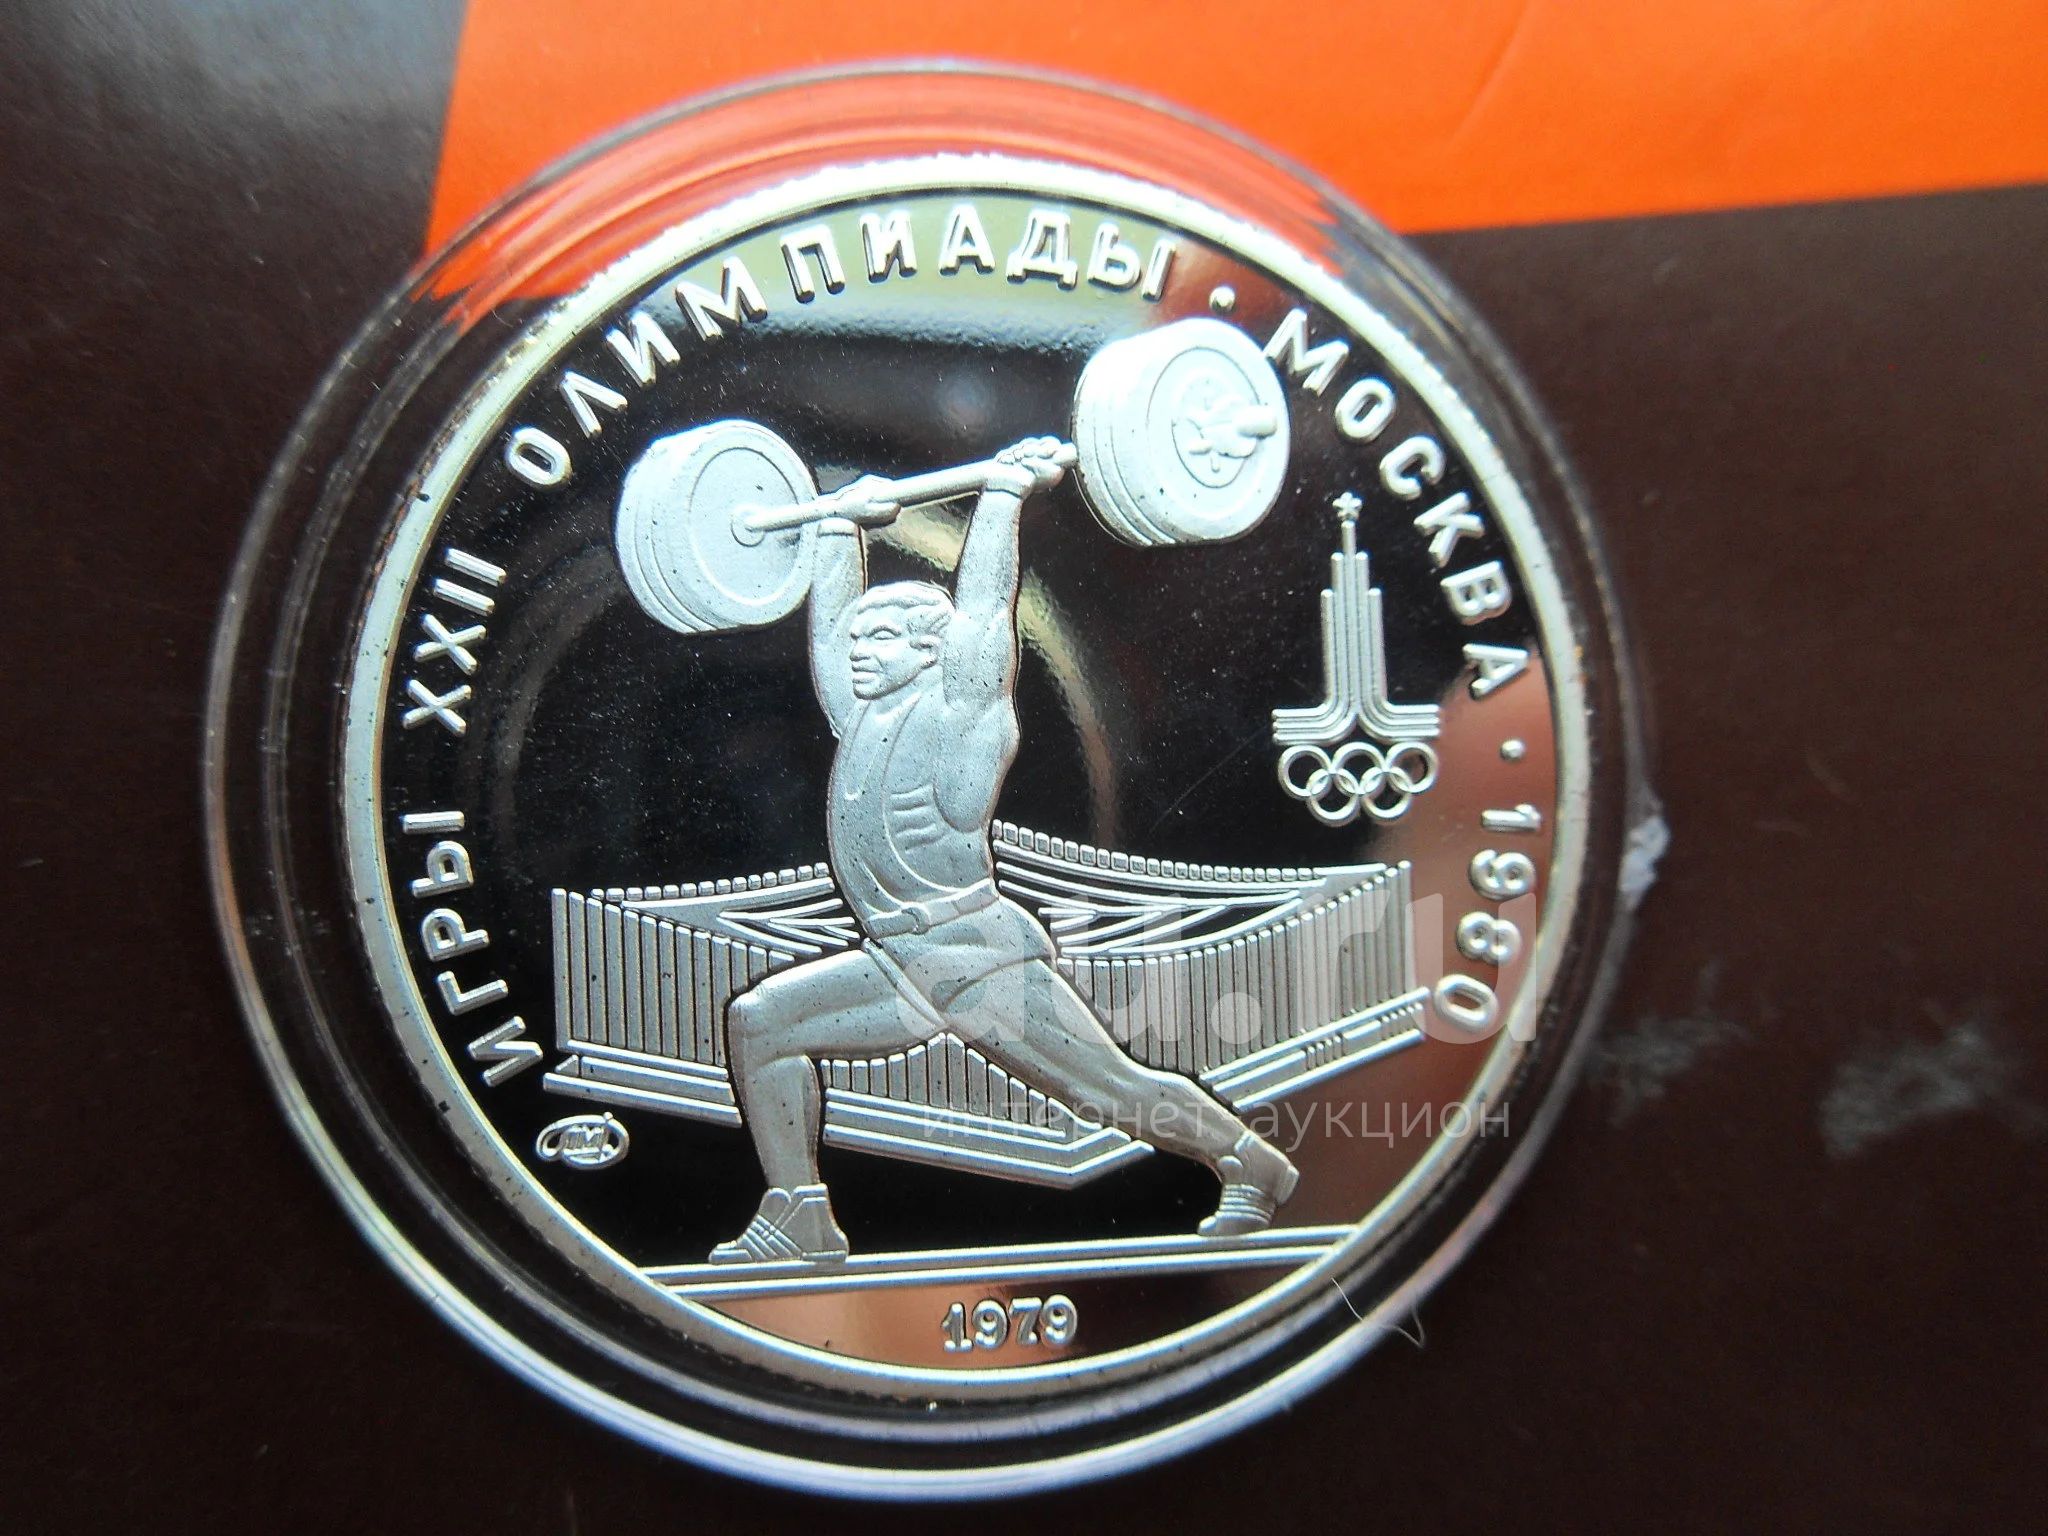 ИГРЫ XXII ОЛИМПИАДЫ · МОСКВА · 1980
ЛМД
1979
au.ru
интернет-аукцион